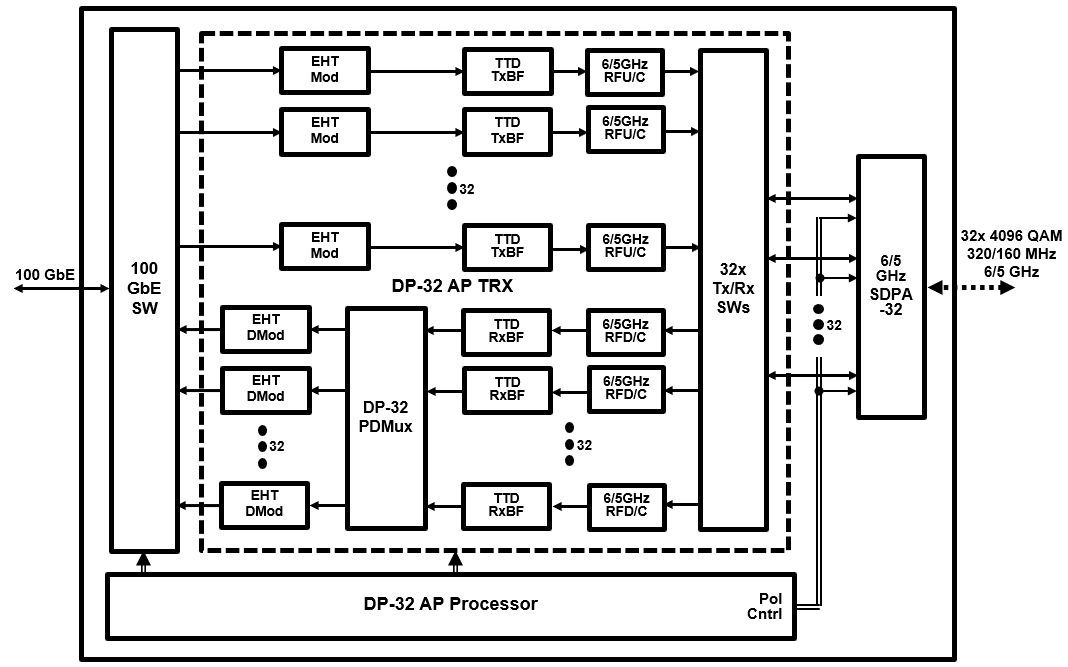 EHT
Mod
TTD
TxBF
6/5GHz
RFU/C
EHT
Mod
TTD
TxBF
6/5GHz
RFU/C
32
EHT
Mod
TTD
TxBF
6/5GHz
RFU/C
100 GbE
100
GbE
SW
DP-32 AP TRX
32x
Tx/Rx
SWs
6/5
GHz
SDPA
-32
32x 4096 QAM
320/160 MHz
6/5 GHz
32
EHT
DMod
TTD
RxBF
6/5GHz
RFD/C
EHT
DMod
DP-32
PDMux
TTD
RxBF
6/5GHz
RFD/C
32
32
EHT
DMod
TTD
RxBF
6/5GHz
RFD/C
DP-32 AP Processor
Pol
Cntrl